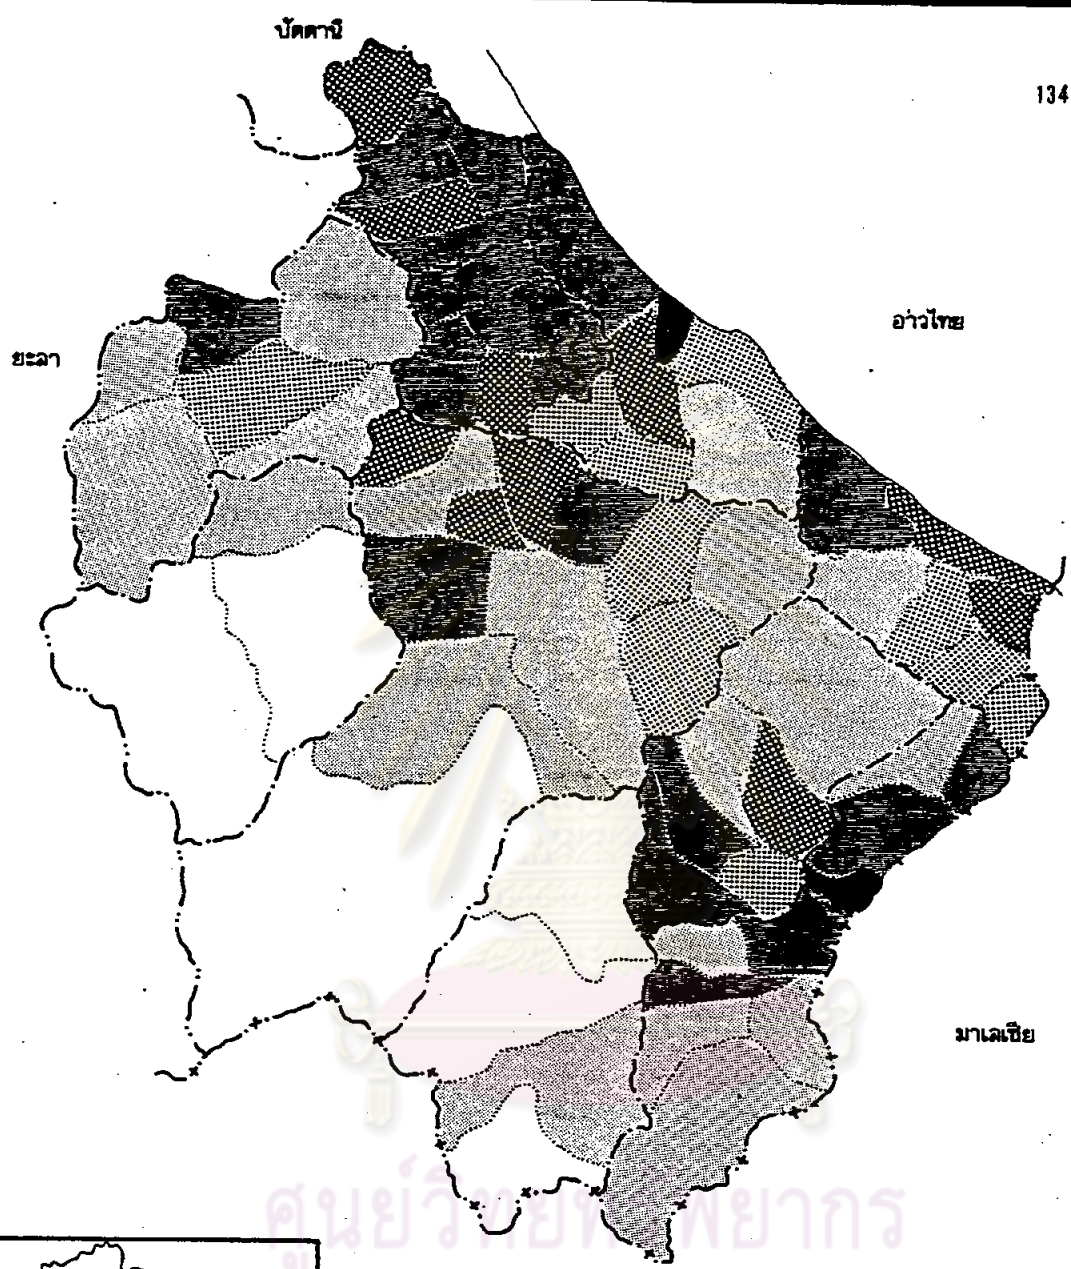 ปัตตานี
134
อ่าวไทย
ยะลา
มาเลเซีย
ศูนย์วิทยทรัพยากร